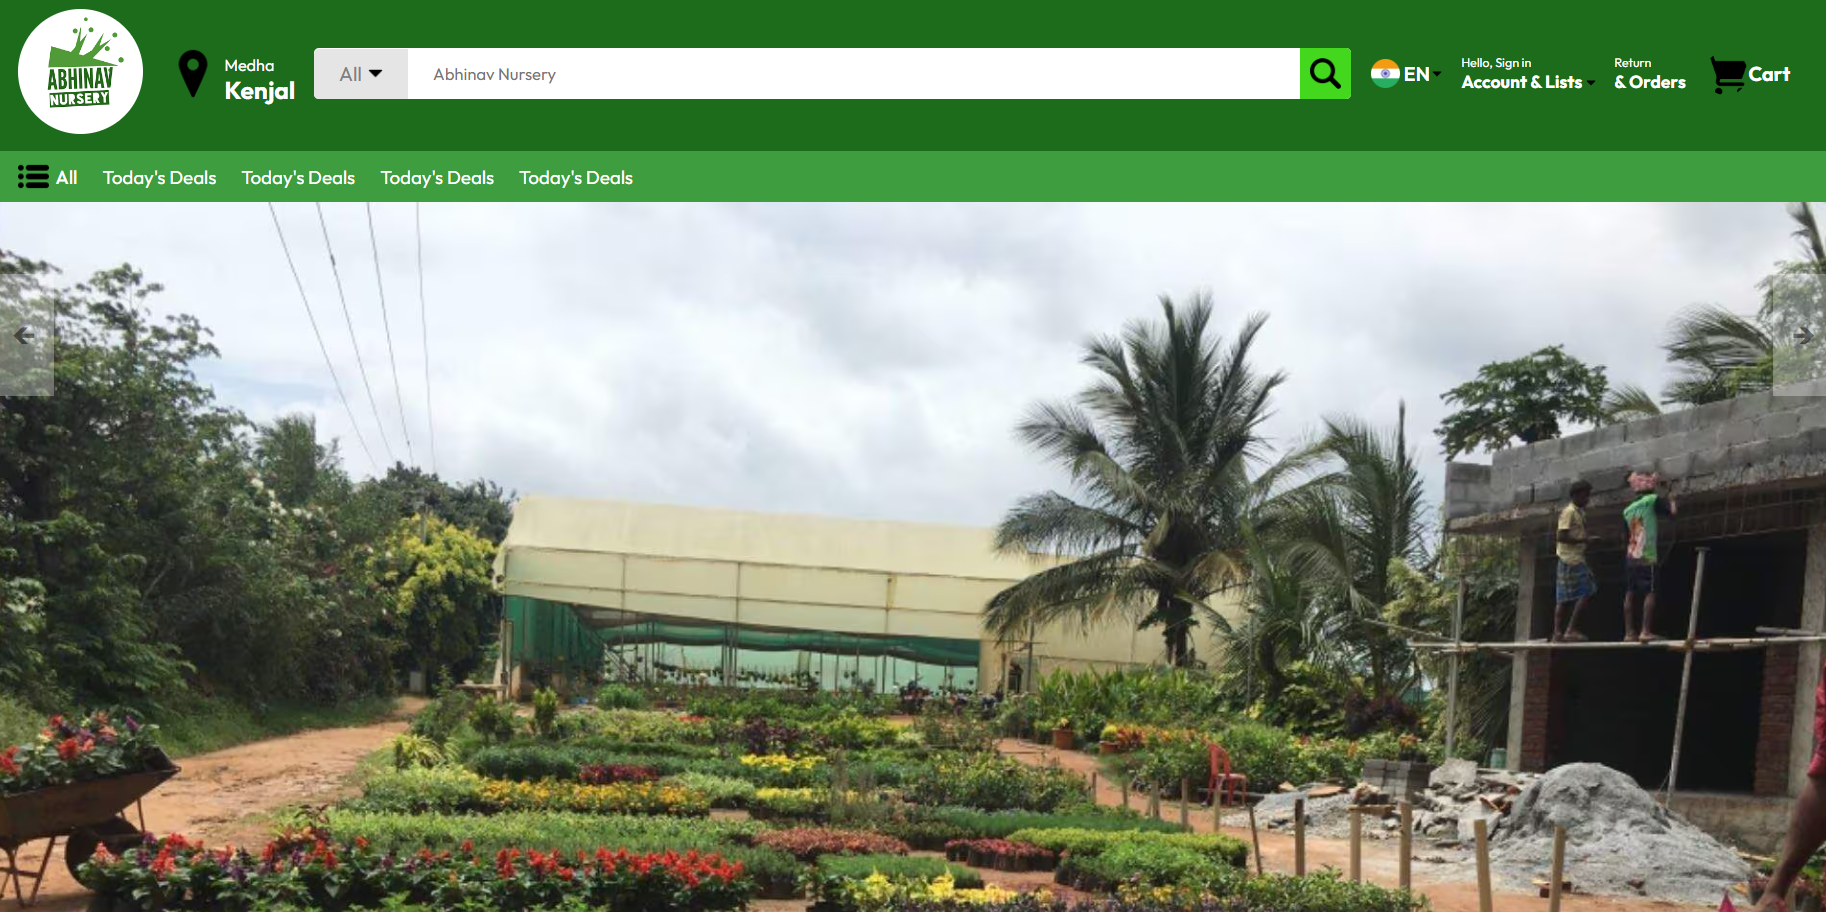 ABHINAV
NURSERY
Medha
Kenjal
All
Abhinav Nursery
EN
Hello, Sign in
Account & Lists
Return
& Orders
Cart
All
Today's Deals
Today's Deals
Today's Deals
Today's Deals